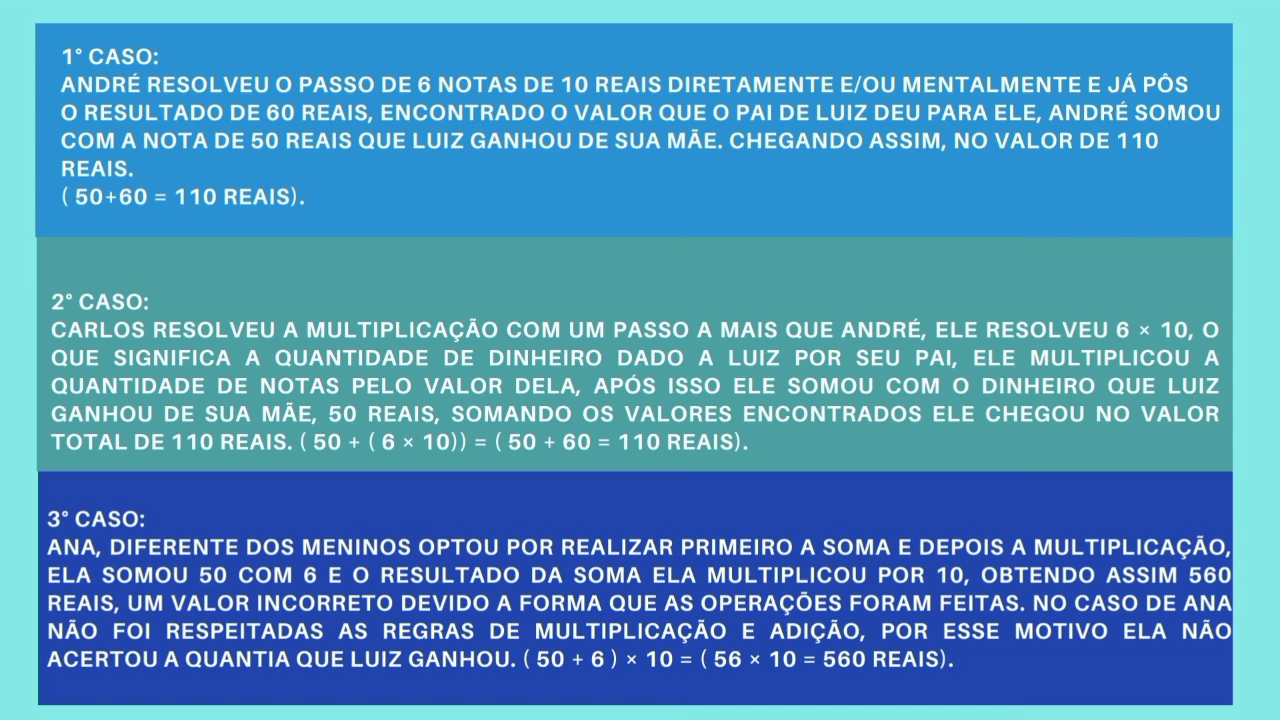 1° CASO:
ANDRÉ RESOLVEU O PASSO DE 6 NOTAS DE 10 REAIS DIRETAMENTE E/OU MENTALMENTE E JÁ PÔS
O RESULTADO DE 60 REAIS, ENCONTRADO O VALOR QUE O PAI DE LUIZ DEU PARA ELE, ANDRÉ SOMOU
COM A NOTA DE 50 REAIS QUE LUIZ GANHOU DE SUA MÃE. CHEGANDO ASSIM, NO VALOR DE 110
REAIS.
( 50+60 = 110 REAIS).
2° CASO:
CARLOS RESOLVEU A MULTIPLICAÇÃO COM UM PASSO A MAIS QUE ANDRÉ, ELE RESOLVEU 6 × 10, O
QUE SIGNIFICA A QUANTIDADE DE DINHEIRO DADO A LUIZ POR SEU PAI, ELE MULTIPLICOU A
QUANTIDADE DE NOTAS PELO VALOR DELA, APÓS ISSO ELE SOMOU COM O DINHEIRO QUE LUIZ
GANHOU DE SUA MÃE, 50 REAIS, SOMANDO OS VALORES ENCONTRADOS ELE CHEGOU NO VALOR
TOTAL DE 110 REAIS. ( 50 + ( 6 × 10)) = ( 50 + 60 = 110 REAIS).
3° CASO:
ANA, DIFERENTE DOS MENINOS OPTOU POR REALIZAR PRIMEIRO A SOMA E DEPOIS A MULTIPLICAÇÃO,
ELA SOMOU 50 COM 6 E O RESULTADO DA SOMA ELA MULTIPLICOU POR 10, OBTENDO ASSIM 560
REAIS, UM VALOR INCORRETO DEVIDO A FORMA QUE AS OPERAÇÕES FORAM FEITAS. NO CASO DE ANA
NÃO FOI RESPEITADAS AS REGRAS DE MULTIPLICAÇÃO E ADIÇÃO, POR ESSE MOTIVO ELA NÃO
ACERTOU A QUANTIA QUE LUIZ GANHOU. ( 50 + 6 ) × 10 = ( 56 × 10 = 560 REAIS).